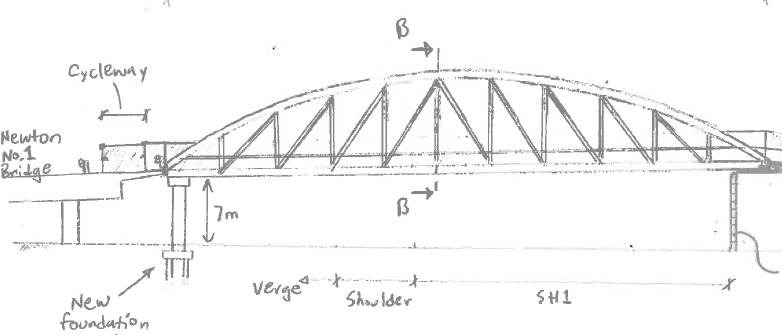 B
Cycleway
Newton
No.1
Bridge
B
7m
Verge
Shoulder
SH1
New
foundation